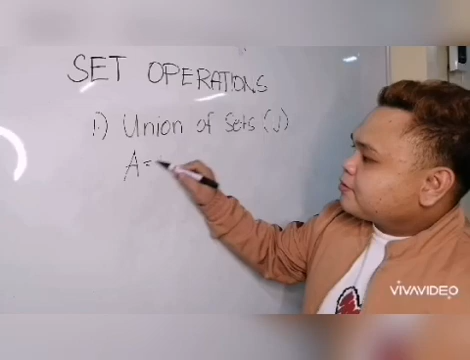 SET OPERATIONS
1.) Union of Sets (U)
A=
VIVAVIDEO